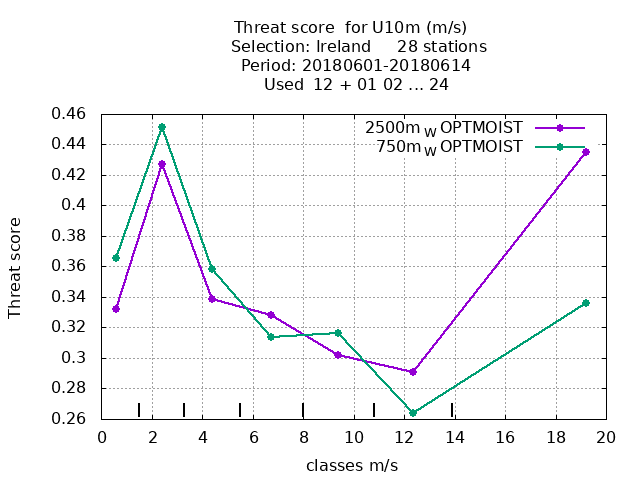 Threat score  for U10m (m/s)
Selection: Ireland     28 stations
Period: 20180601-20180614
Used  12 + 01 02 ... 24
2500m W OPTMOIST
750m W OPTMOIST
0.46
0.44
0.42
0.4
0.38
0.36
0.34
0.32
0.3
0.28
0.26
Threat score
0 2 4 6 8 10 12 14 16 18 20
classes m/s